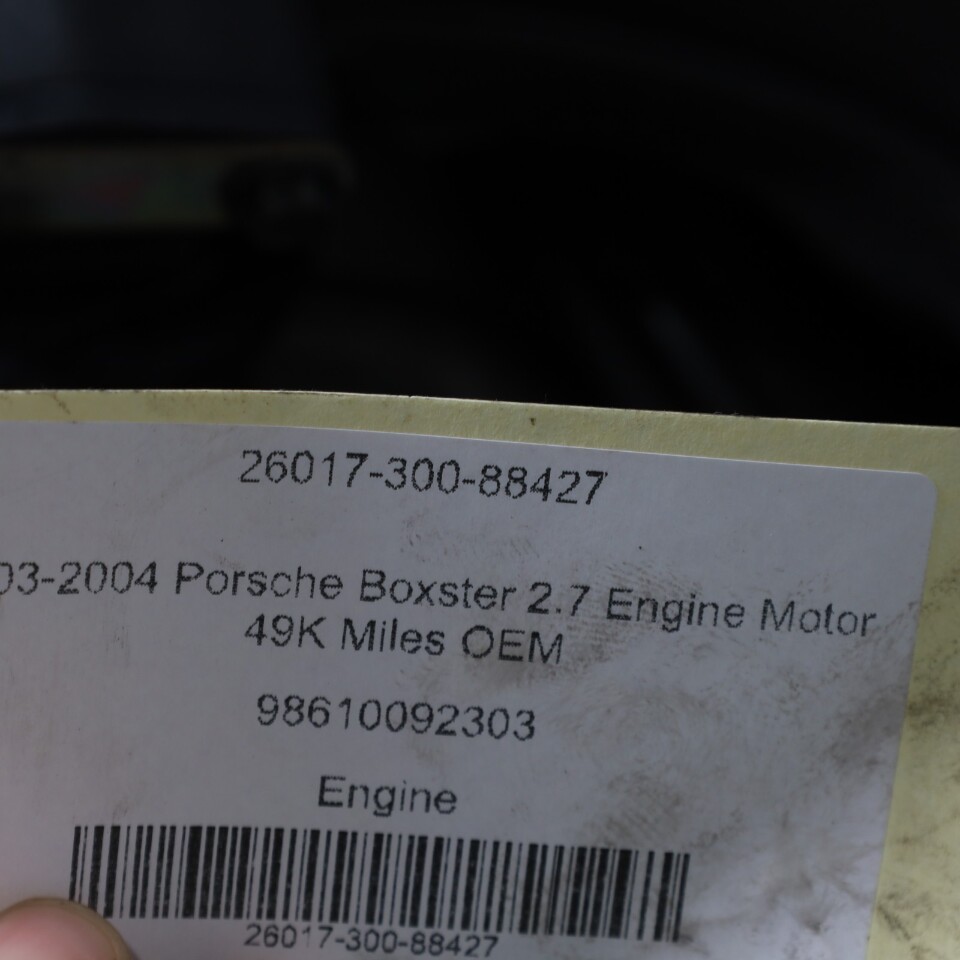 26017-300-88427
03-2004 Porsche Boxster 2.7 Engine Motor
49K Miles OEM
98610092303
Engine
26017-300-88427